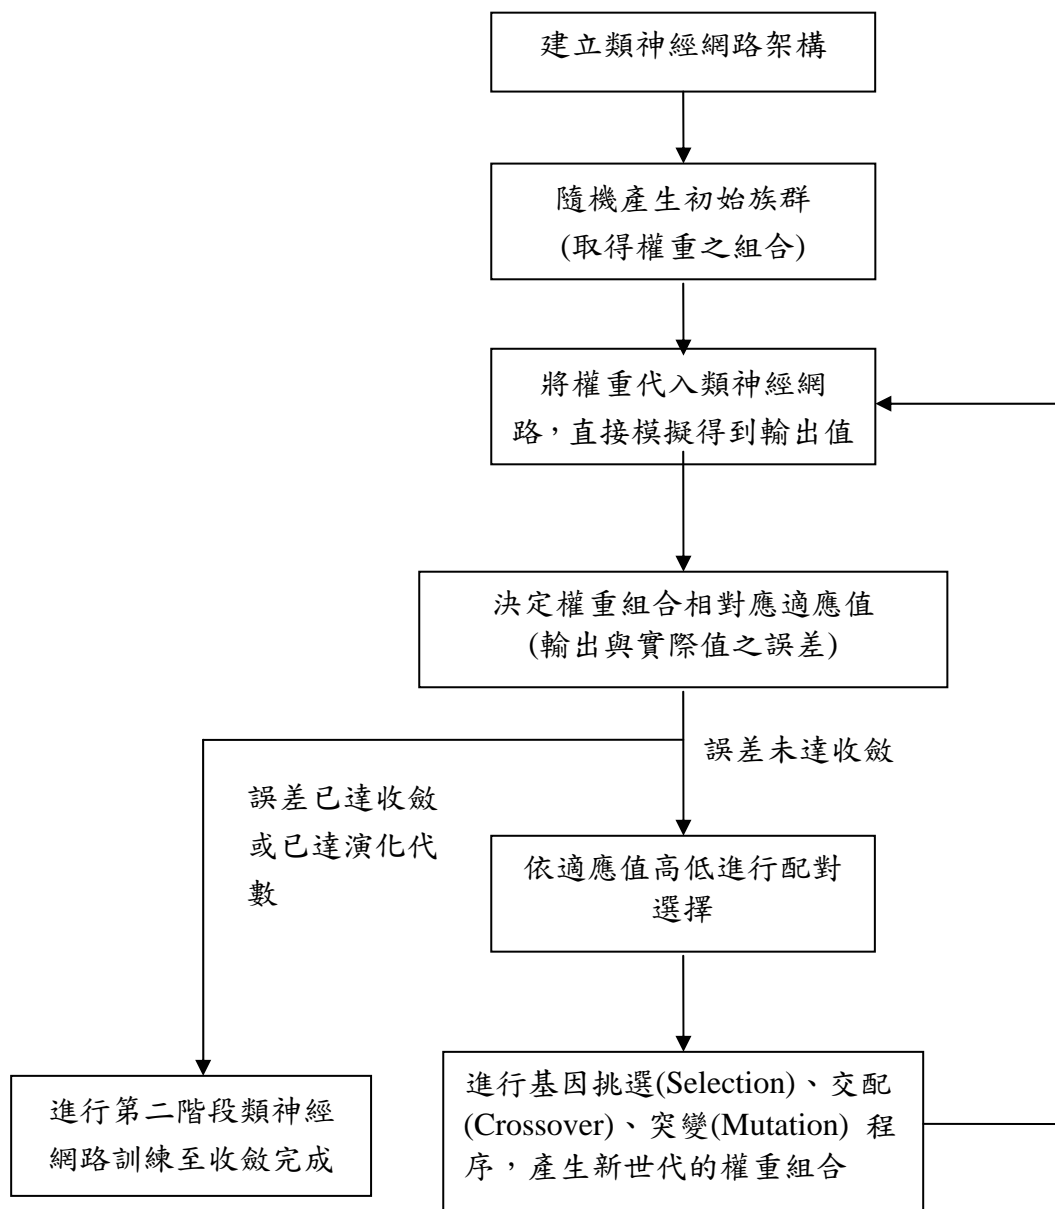 建立類神經網路架構
隨機產生初始族群
(取得權重之組合)
將權重代入類神經網
路，直接模擬得到輸出值
決定權重組合相對應適應值
(輸出與實際值之誤差)
誤差未達收斂
誤差已達收斂
或已達演化代
數
依適應值高低進行配對
選擇
進行基因挑選(Selection)、交配
(Crossover)、突變(Mutation) 程
序，產生新世代的權重組合
進行第二階段類神經
網路訓練至收斂完成